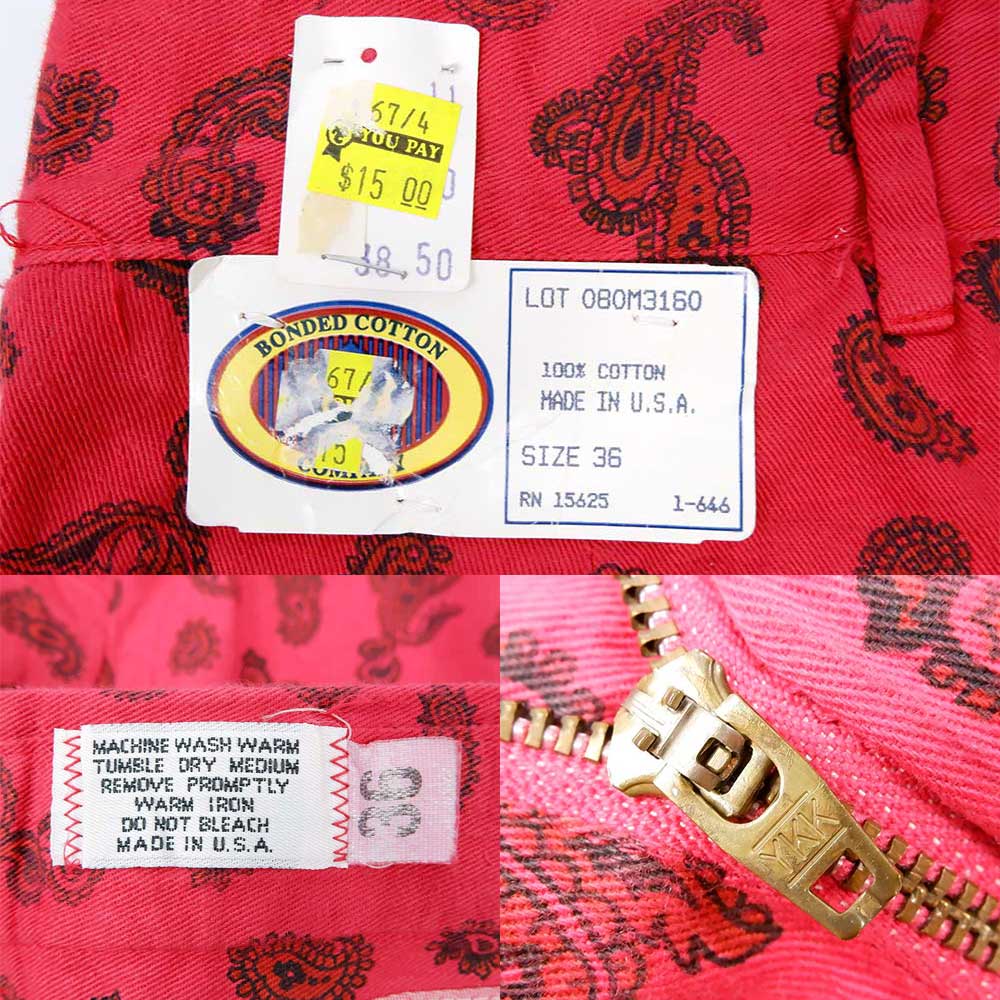 67/4
YOU PAY
$15 00
38.50
BONDED COTTON
COMPANY
67/
LOT 080M3160
100% COTTON
MADE IN U.S.A.
SIZE 36
RN 15625 1-646
MACHINE WASH WARM
TUMBLE DRY MEDIUM
REMOVE PROMPTLY
WARM IRON
DO NOT BLEACH
MADE IN U.S.A.
36
YKK